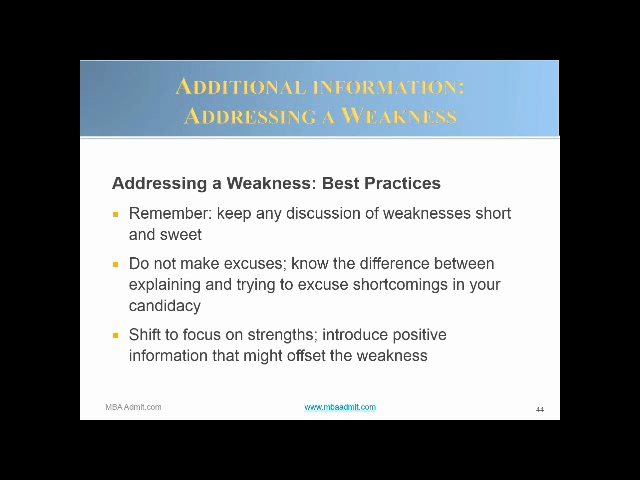 ADDITIONAL INFORMATION:
ADDRESSING A WEAKNESS
Addressing a Weakness: Best Practices
Remember: keep any discussion of weaknesses short
and sweet
Do not make excuses; know the difference between
explaining and trying to excuse shortcomings in your
candidacy
Shift to focus on strengths; introduce positive
information that might offset the weakness
MBA Admit.com
www.mbaadmit.com
44